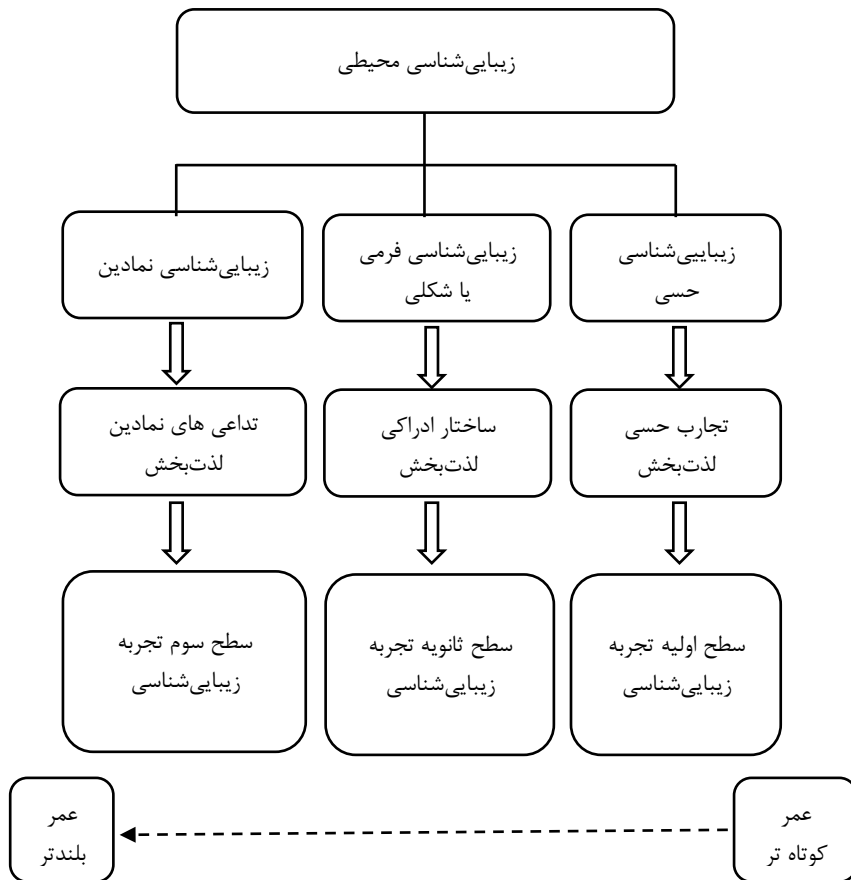 زیبایی‌شناسی محیطی
زیباییی‌شناسی
حسی
زیبایی‌شناسی فرمی
یا شکلی
زیبایی‌شناسی نمادین
تجارب حسی
لذت‌بخش
ساختار ادراکی
لذت‌بخش
تداعی های نمادین
لذت‌بخش
سطح اولیه تجربه
زیبایی‌شناسی
سطح ثانویه تجربه
زیبایی‌شناسی
سطح سوم تجربه
زیبایی‌شناسی
عمر
کوتاه تر
عمر
بلندتر